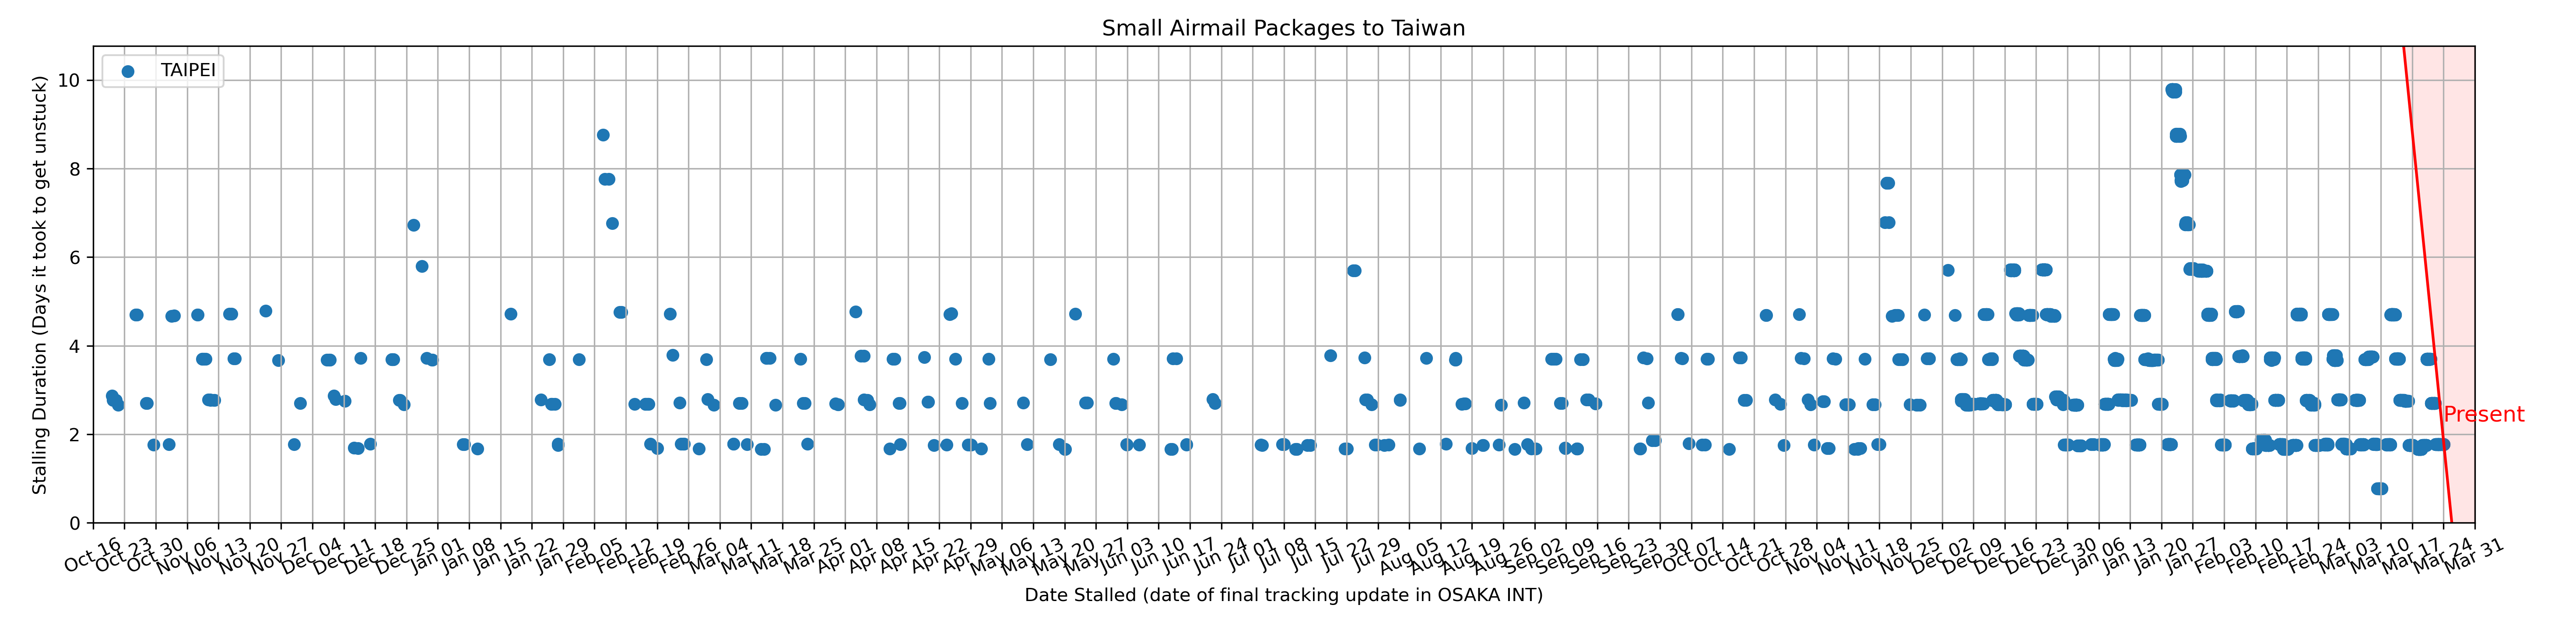 Small Airmail Packages to Taiwan
TAIPEI
Stalling Duration (Days it took to get unstuck)
10
8
6
4
2
0
Present
Oct 16
Oct 23
Oct 30
Nov 06
Nov 13
Nov 20
Nov 27
Dec 04
Dec 11
Dec 18
Dec 25
Jan 01
Jan 08
Jan 15
Jan 22
Jan 29
Feb 05
Feb 12
Feb 19
Feb 26
Mar 04
Mar 11
Mar 18
Mar 25
Apr 01
Apr 08
Apr 15
Apr 22
Apr 29
May 06
May 13
May 20
May 27
Jun 03
Jun 10
Jun 17
Jun 24
Jul 01
Jul 08
Jul 15
Jul 22
Jul 29
Aug 05
Aug 12
Aug 19
Aug 26
Sep 02
Sep 09
Sep 16
Sep 23
Sep 30
Oct 07
Oct 14
Oct 21
Oct 28
Nov 04
Nov 11
Nov 18
Nov 25
Dec 02
Dec 09
Dec 16
Dec 23
Dec 30
Jan 06
Jan 13
Jan 20
Jan 27
Feb 03
Feb 10
Feb 17
Feb 24
Mar 03
Mar 10
Mar 17
Mar 24
Mar 31
Date Stalled (date of final tracking update in OSAKA INT)